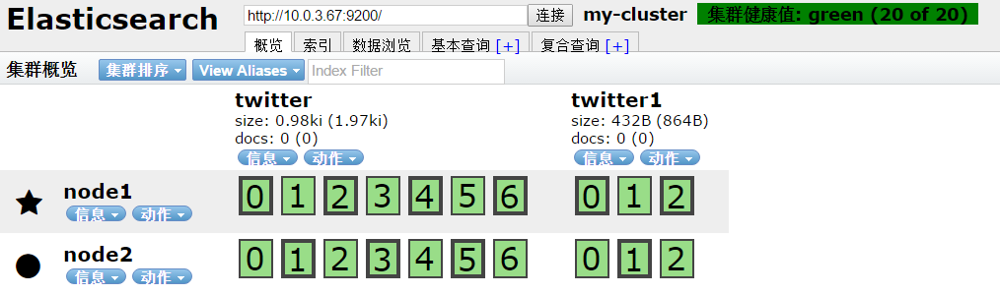 Elasticsearch http://10.0.3.67:9200/ 连接 my-cluster 集群健康值: green (20 of 20)
概览 索引 数据浏览 基本查询 [+] 复合查询 [+]
集群概览 集群排序 View Aliases Index Filter
twitter twitter1
size: 0.98ki (1.97ki) size: 432B (864B)
docs: 0 (0) docs: 0 (0)
信息 动作 信息 动作
node1 0 1 2 3 4 5 6 0 1 2
信息 动作
node2 0 1 2 3 4 5 6 0 1 2
信息 动作